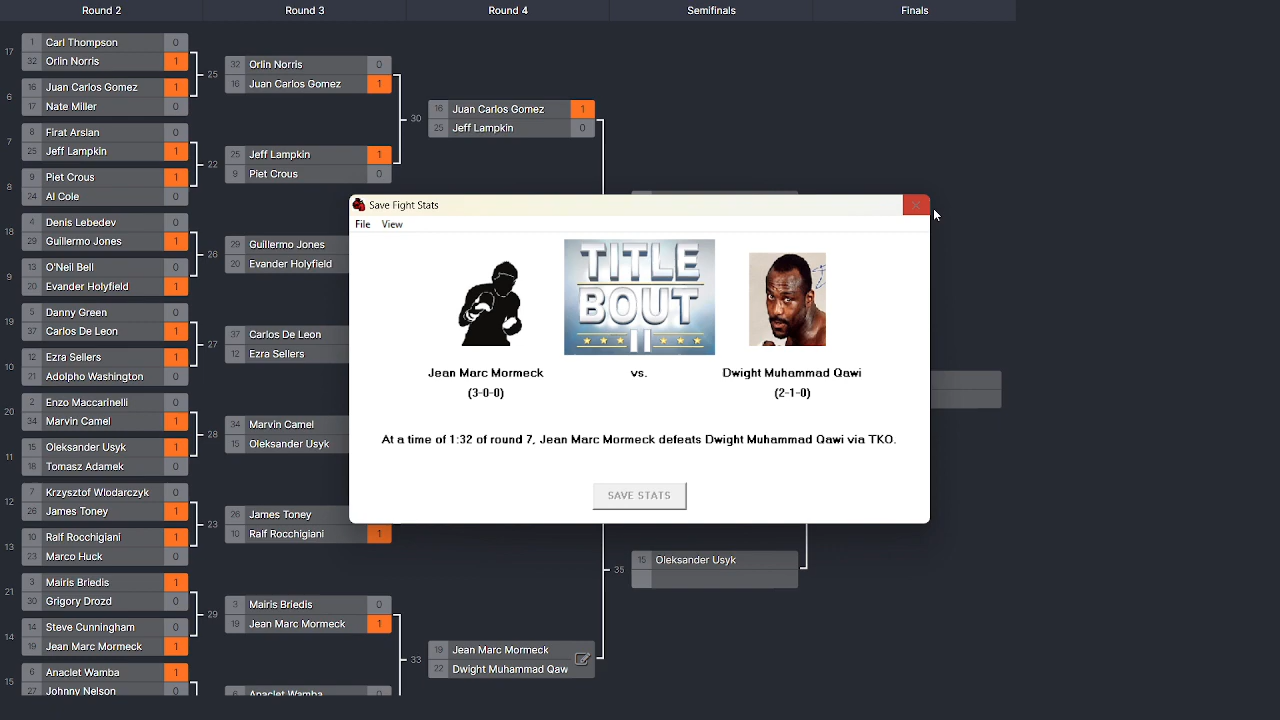 Round 2 Round 3 Round 4 Semifinals Finals
17
1 Carl Thompson 0
32 Orlin Norris 1
6
16 Juan Carlos Gomez 1
17 Nate Miller 0
7
8 Firat Arslan 0
25 Jeff Lampkin 1
8
9 Piet Crous 1
24 Al Cole 0
18
4 Denis Lebedev 0
29 Guillermo Jones 1
9
13 O'Neil Bell 0
20 Evander Holyfield 1
19
5 Danny Green 0
37 Carlos De Leon 1
10
12 Ezra Sellers 1
21 Adolpho Washington 0
20
2 Enzo Maccarinelli 0
34 Marvin Camel 1
11
15 Oleksander Usyk 1
18 Tomasz Adamek 0
12
7 Krzysztof Wlodarczyk 0
26 James Toney 1
13
10 Ralf Rocchigiani 1
23 Marco Huck 0
21
3 Mairis Briedis 1
30 Grigory Drozd 0
14
14 Steve Cunningham 0
19 Jean Marc Mormeck 1
15
6 Anaclet Wamba 1
27 Johnny Nelson 0
25
32 Orlin Norris 0
16 Juan Carlos Gomez 1
22
25 Jeff Lampkin 1
9 Piet Crous 0
26
29 Guillermo Jones
20 Evander Holyfield
27
37 Carlos De Leon
12 Ezra Sellers
28
34 Marvin Camel
15 Oleksander Usyk
23
26 James Toney
10 Ralf Rocchigiani 1
29
3 Mairis Briedis 0
19 Jean Marc Mormeck 1
6 Anaclet Wamba
30
16 Juan Carlos Gomez 1
25 Jeff Lampkin 0
33
19 Jean Marc Mormeck
22 Dwight Muhammad Qaw
35
15 Oleksander Usyk
Save Fight Stats
File View
TITLE
BOUT
II
Jean Marc Mormeck vs. Dwight Muhammad Qawi
(3-0-0) (2-1-0)
At a time of 1:32 of round 7, Jean Marc Mormeck defeats Dwight Muhammad Qawi via TKO.
SAVE STATS